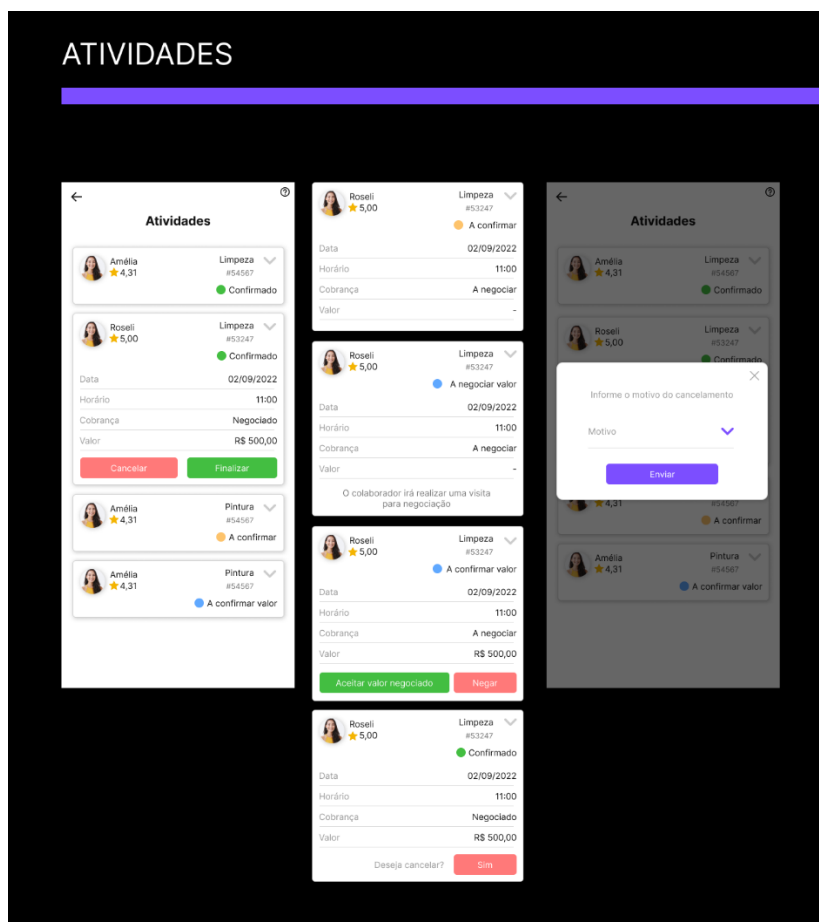 ATIVIDADES
Atividades
Amélia Limpeza
4,31 #54567
Confirmado
Roseli Limpeza
5,00 #53247
Confirmado
Data 02/09/2022
Horário 11:00
Cobrança Negociado
Valor R$ 500,00
Cancelar Finalizar
Amélia Pintura
4,31 #54567
A confirmar
Amélia Pintura
4,31 #54567
A confirmar valor
Roseli Limpeza
5,00 #53247
A confirmar
Data 02/09/2022
Horário 11:00
Cobrança A negociar
Valor -
Roseli Limpeza
5,00 #53247
A negociar valor
Data 02/09/2022
Horário 11:00
Cobrança A negociar
Valor -
O colaborador irá realizar uma visita
para negociação
Roseli Limpeza
5,00 #53247
A confirmar valor
Data 02/09/2022
Horário 11:00
Cobrança A negociar
Valor R$ 500,00
Aceitar valor negociado Negar
Roseli Limpeza
5,00 #53247
Confirmado
Data 02/09/2022
Horário 11:00
Cobrança Negociado
Valor R$ 500,00
Deseja cancelar? Sim
Atividades
Amélia Limpeza
4,31 #54567
Confirmado
Roseli Limpeza
5,00 #53247
Confirmado
Informe o motivo do cancelamento
Motivo
Enviar
4,31 #54567
A confirmar
Amélia Pintura
4,31 #54567
A confirmar valor